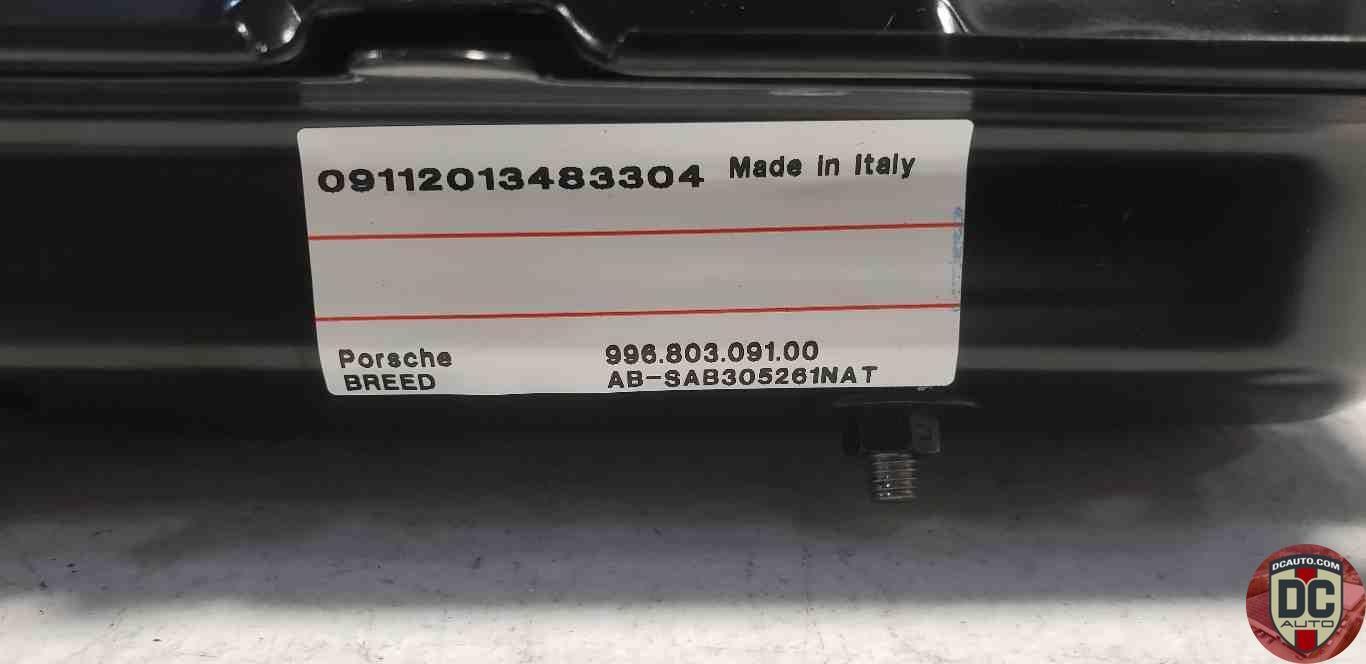 09112013483304 Made in Italy
Porsche 996.803.091.00
BREED AB-SAB305261NAT
DCAUTO.COM
DC
AUTO